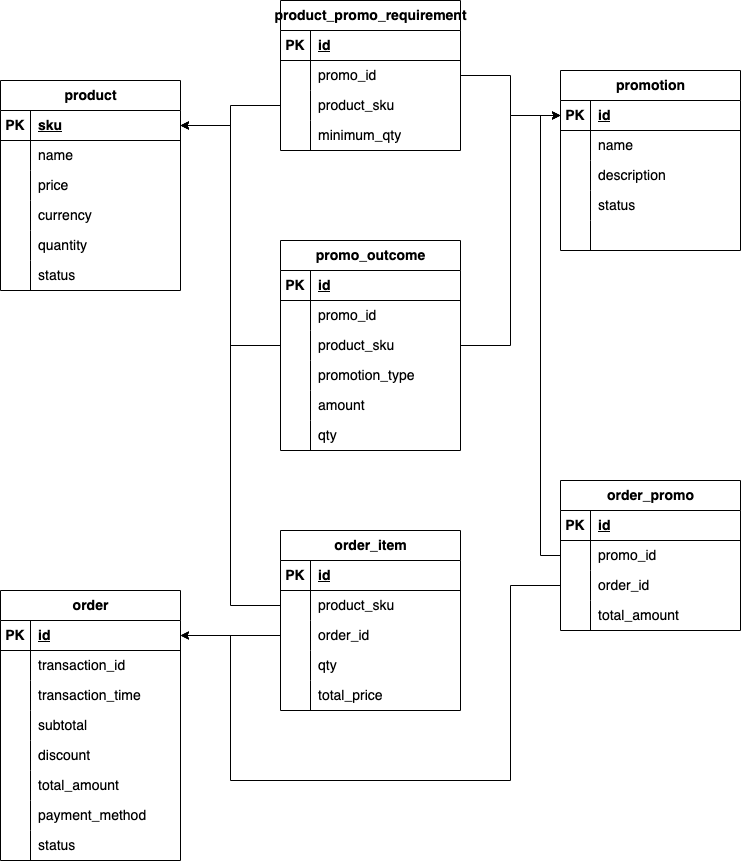 product_promo_requirement
PK id
promo_id
product_sku
minimum_qty
product
PK sku
name
price
currency
quantity
status
promotion
PK id
name
description
status
promo_outcome
PK id
promo_id
product_sku
promotion_type
amount
qty
order_promo
PK id
promo_id
order_id
total_amount
order_item
PK id
product_sku
order_id
qty
total_price
order
PK id
transaction_id
transaction_time
subtotal
discount
total_amount
payment_method
status